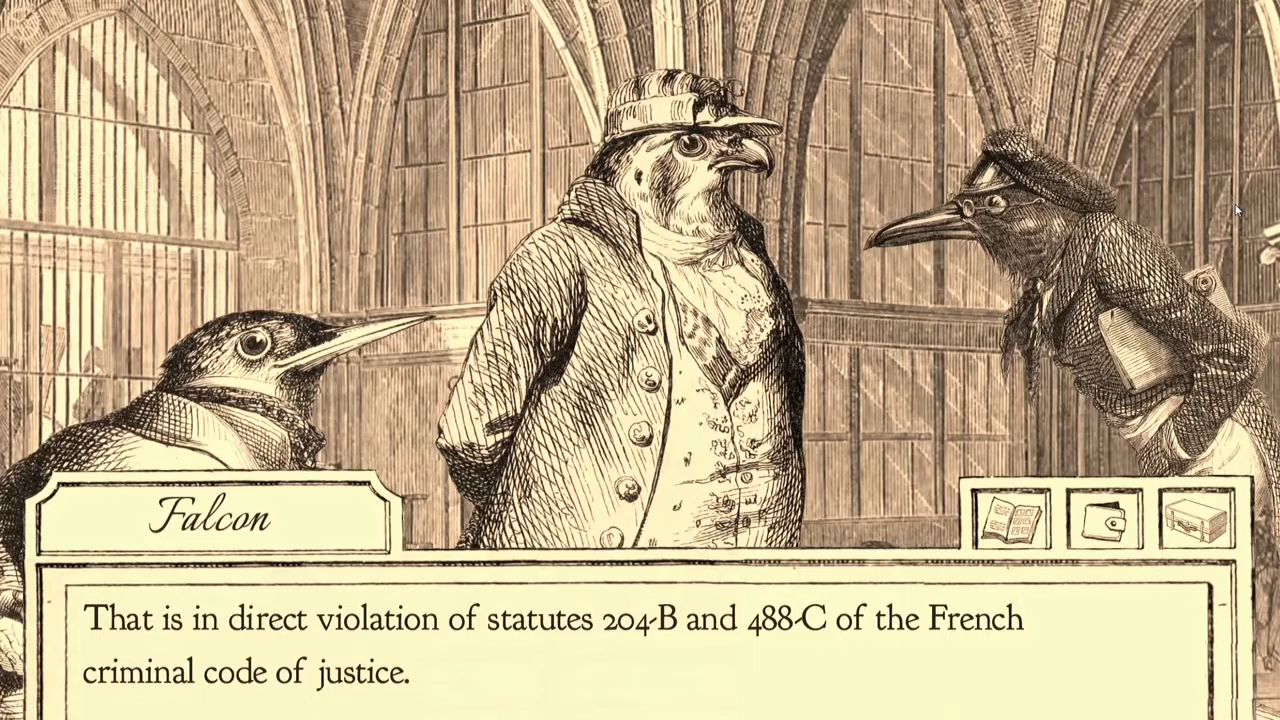 Falcon
That is in direct violation of statutes 204-B and 488-C of the French
criminal code of justice.